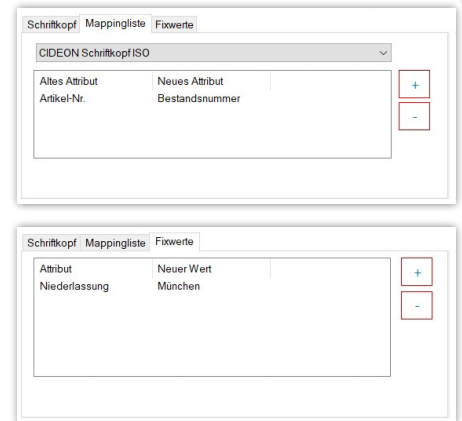 Schriftkopf Mappingliste Fixwerte
CIDEON Schriftkopf ISO
Altes Attribut Neues Attribut
Artikel-Nr. Bestandsnummer
+
-
Schriftkopf Mappingliste Fixwerte
Attribut Neuer Wert
Niederlassung München
+
-